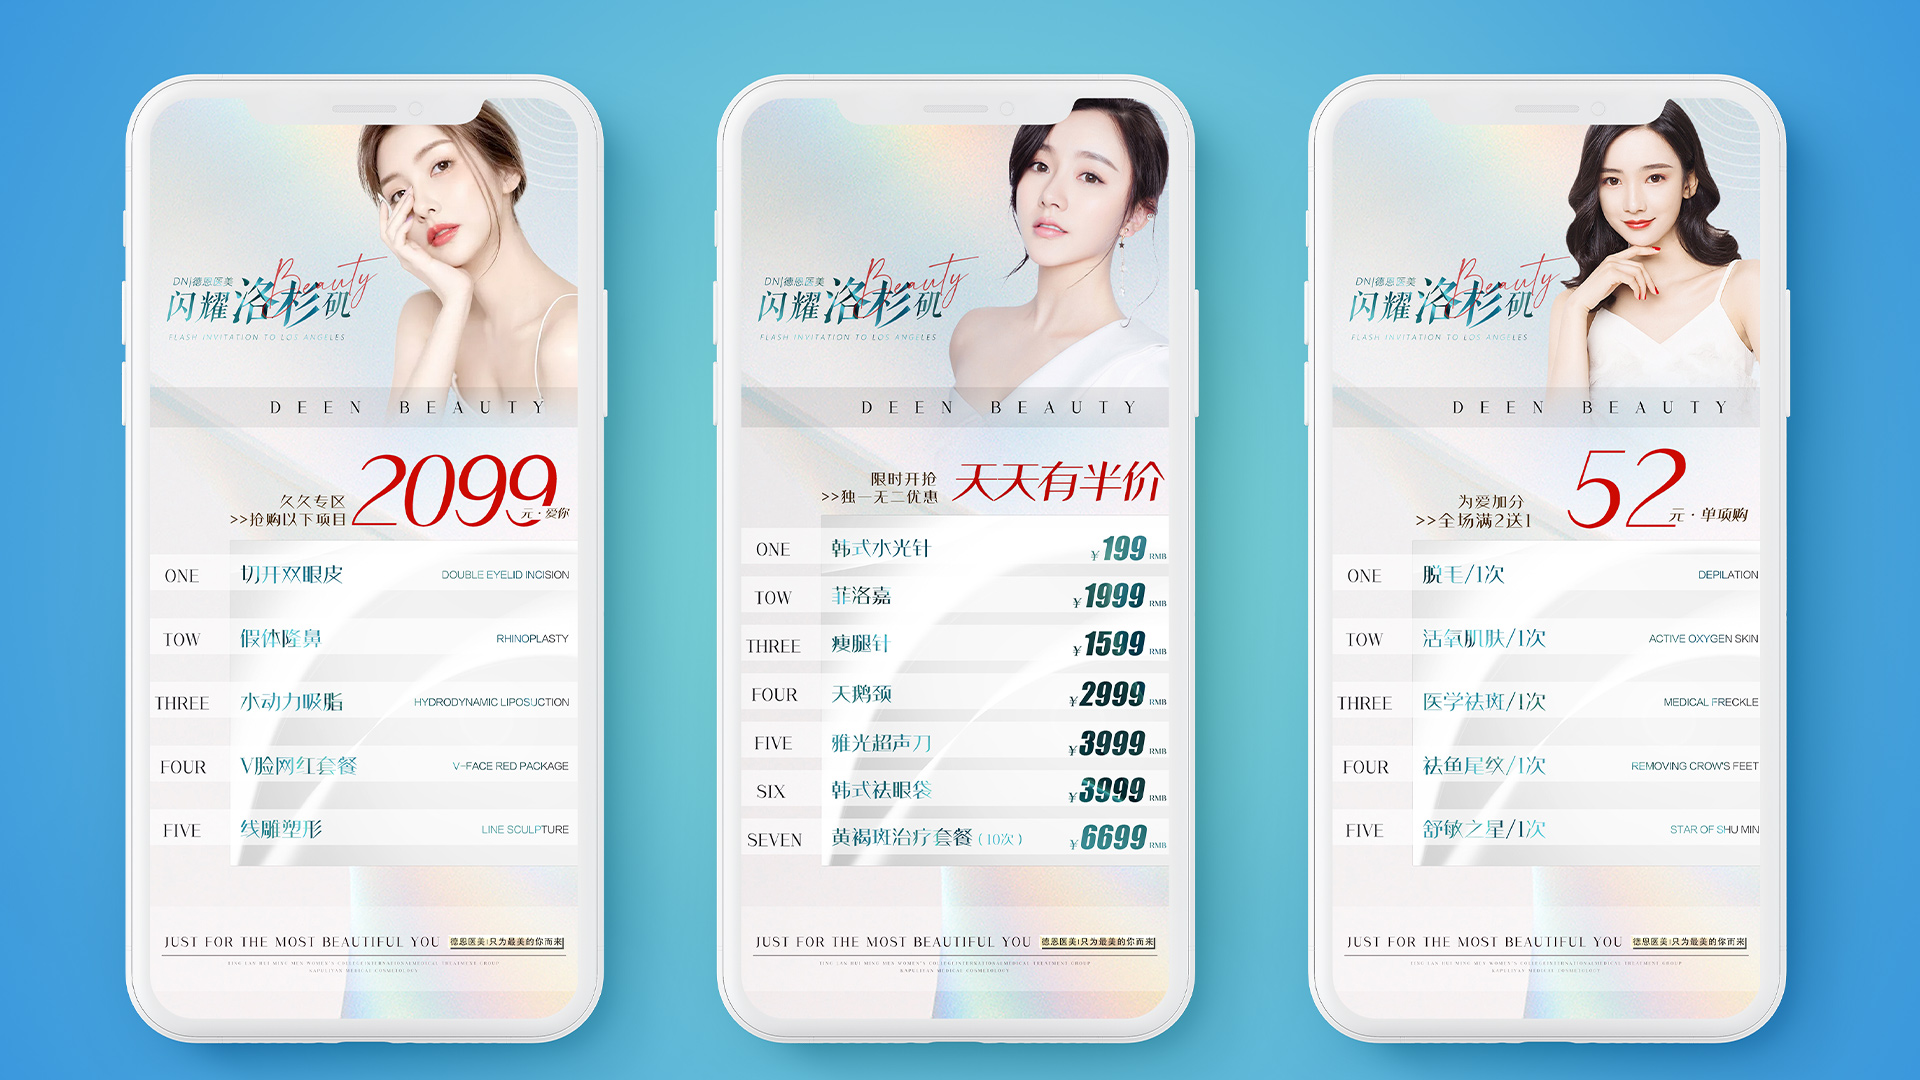 DN|德恩医美
Beauty
闪耀洛杉矶
FLASH INVITATION TO LOS ANGELES
DEEN BEAUTY
久久专区
>>抢购以下项目
2099
元·爱你
ONE 切开双眼皮 DOUBLE EYELID INCISION
TOW 假体隆鼻 RHINOPLASTY
THREE 水动力吸脂 HYDRODYNAMIC LIPOSUCTION
FOUR V脸网红套餐 V-FACE RED PACKAGE
FIVE 线雕塑形 LINE SCULPTURE
JUST FOR THE MOST BEAUTIFUL YOU 德恩医美|只为最美的你而来
DN|德恩医美
Beauty
闪耀洛杉矶
FLASH INVITATION TO LOS ANGELES
DEEN BEAUTY
限时开抢
>>独一无二优惠
天天有半价
ONE 韩式水光针 ¥199 RMB
TOW 菲洛嘉 ¥1999 RMB
THREE 瘦腿针 ¥1599 RMB
FOUR 天鹅颈 ¥2999 RMB
FIVE 雅光超声刀 ¥3999 RMB
SIX 韩式祛眼袋 ¥3999 RMB
SEVEN 黄褐斑治疗套餐(10次) ¥6699 RMB
JUST FOR THE MOST BEAUTIFUL YOU 德恩医美|只为最美的你而来
DN|德恩医美
Beauty
闪耀洛杉矶
FLASH INVITATION TO LOS ANGELES
DEEN BEAUTY
为爱加分
>>全场满2送1
52
元·单项购
ONE 脱毛/1次 DEPILATION
TOW 活氧肌肤/1次 ACTIVE OXYGEN SKIN
THREE 医学祛斑/1次 MEDICAL FRECKLE
FOUR 祛鱼尾纹/1次 REMOVING CROW'S FEET
FIVE 舒敏之星/1次 STAR OF SHU MIN
JUST FOR THE MOST BEAUTIFUL YOU 德恩医美|只为最美的你而来